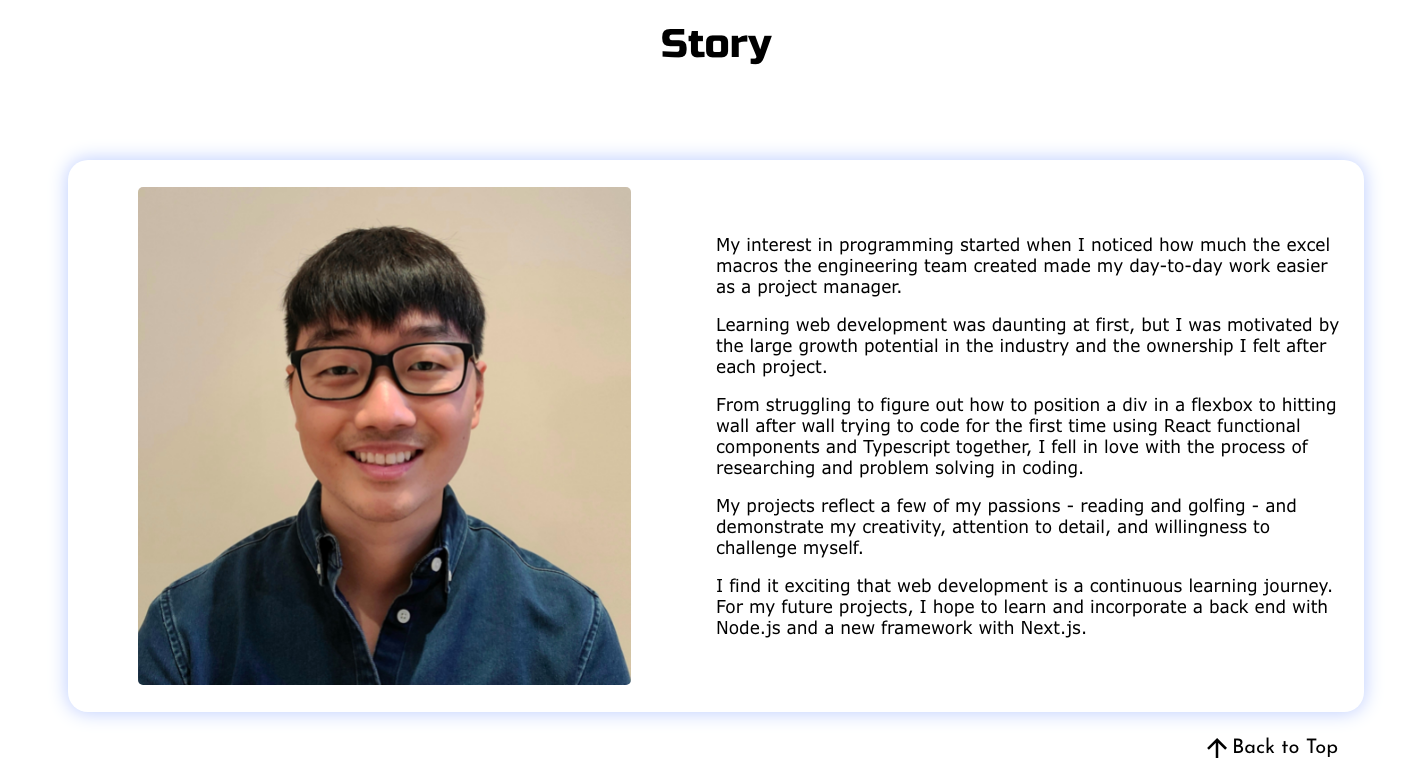 Story
My interest in programming started when I noticed how much the excel
macros the engineering team created made my day-to-day work easier
as a project manager.
Learning web development was daunting at first, but I was motivated by
the large growth potential in the industry and the ownership I felt after
each project.
From struggling to figure out how to position a div in a flexbox to hitting
wall after wall trying to code for the first time using React functional
components and Typescript together, I fell in love with the process of
researching and problem solving in coding.
My projects reflect a few of my passions - reading and golfing - and
demonstrate my creativity, attention to detail, and willingness to
challenge myself.
I find it exciting that web development is a continuous learning journey.
For my future projects, I hope to learn and incorporate a back end with
Node.js and a new framework with Next.js.
Back to Top